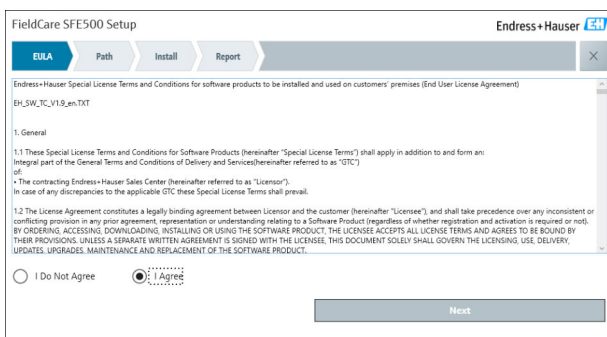 FieldCare SFE500 Setup
Endress+Hauser EH
EULA
Path
Install
Report
Endress+Hauser Special License Terms and Conditions for software products to be installed and used on customers' premises (End User License Agreement)
EH_SW_TC_V1.9_en.TXT
1. General
1.1 These Special License Terms and Conditions for Software Products (hereinafter "Special License Terms") shall apply in addition to and form an:
Integral part of the General Terms and Conditions of Delivery and Services(hereinafter referred to as "GTC")
of:
• The contracting Endress+Hauser Sales Center (hereinafter referred to as "Licensor").
In case of any discrepancies to the applicable GTC these Special License Terms shall prevail.
1.2 The License Agreement constitutes a legally binding agreement between Licensor and the customer (hereinafter "Licensee"), and shall take precedence over any inconsistent or
conflicting provision in any prior agreement, representation or understanding relating to a Software Product (regardless of whether registration and activation is required or not).
BY ORDERING, ACCESSING, DOWNLOADING, INSTALLING OR USING THE SOFTWARE PRODUCT, THE LICENSEE ACCEPTS ALL LICENSE TERMS AND AGREES TO BE BOUND BY
THEIR PROVISIONS. UNLESS A SEPARATE WRITTEN AGREEMENT IS SIGNED WITH THE LICENSEE, THIS DOCUMENT SOLELY SHALL GOVERN THE LICENSING, USE, DELIVERY,
UPDATES, UPGRADES, MAINTENANCE AND REPLACEMENT OF THE SOFTWARE PRODUCT.
I Do Not Agree
I Agree
Next